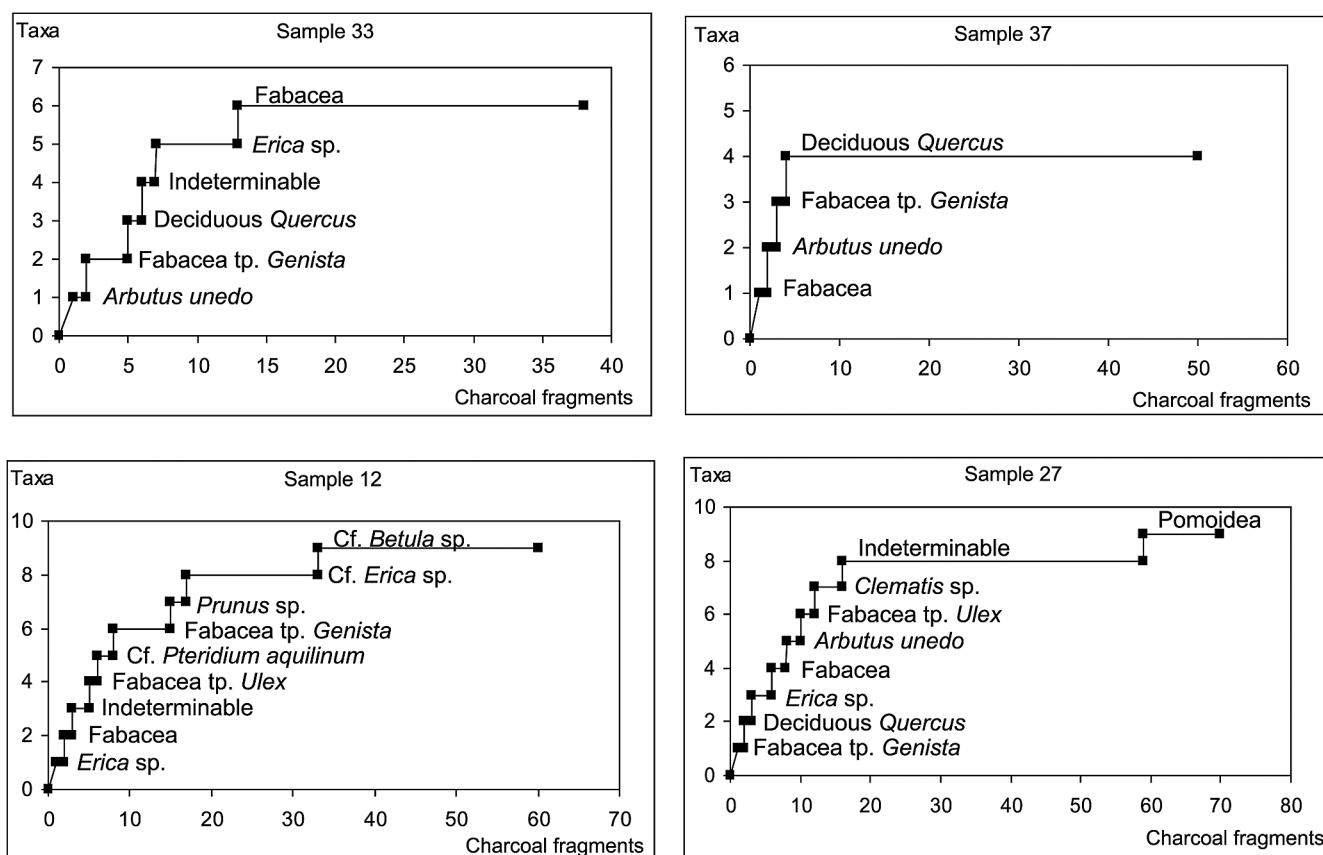 Taxa
Sample 33
7
6
5
4
3
2
1
0
Fabacea
Erica sp.
Indeterminable
Deciduous Quercus
Fabacea tp. Genista
Arbutus unedo
0 5 10 15 20 25 30 35 40
Charcoal fragments
Taxa
Sample 37
6
5
4
3
2
1
0
Deciduous Quercus
Fabacea tp. Genista
Arbutus unedo
Fabacea
0 10 20 30 40 50 60
Charcoal fragments
Taxa
Sample 12
10
8
6
4
2
0
Cf. Betula sp.
Cf. Erica sp.
Prunus sp.
Fabacea tp. Genista
Cf. Pteridium aquilinum
Fabacea tp. Ulex
Indeterminable
Fabacea
Erica sp.
0 10 20 30 40 50 60 70
Charcoal fragments
Taxa
Sample 27
10
8
6
4
2
0
Pomoidea
Indeterminable
Clematis sp.
Fabacea tp. Ulex
Arbutus unedo
Fabacea
Erica sp.
Deciduous Quercus
Fabacea tp. Genista
0 10 20 30 40 50 60 70 80
Charcoal fragments